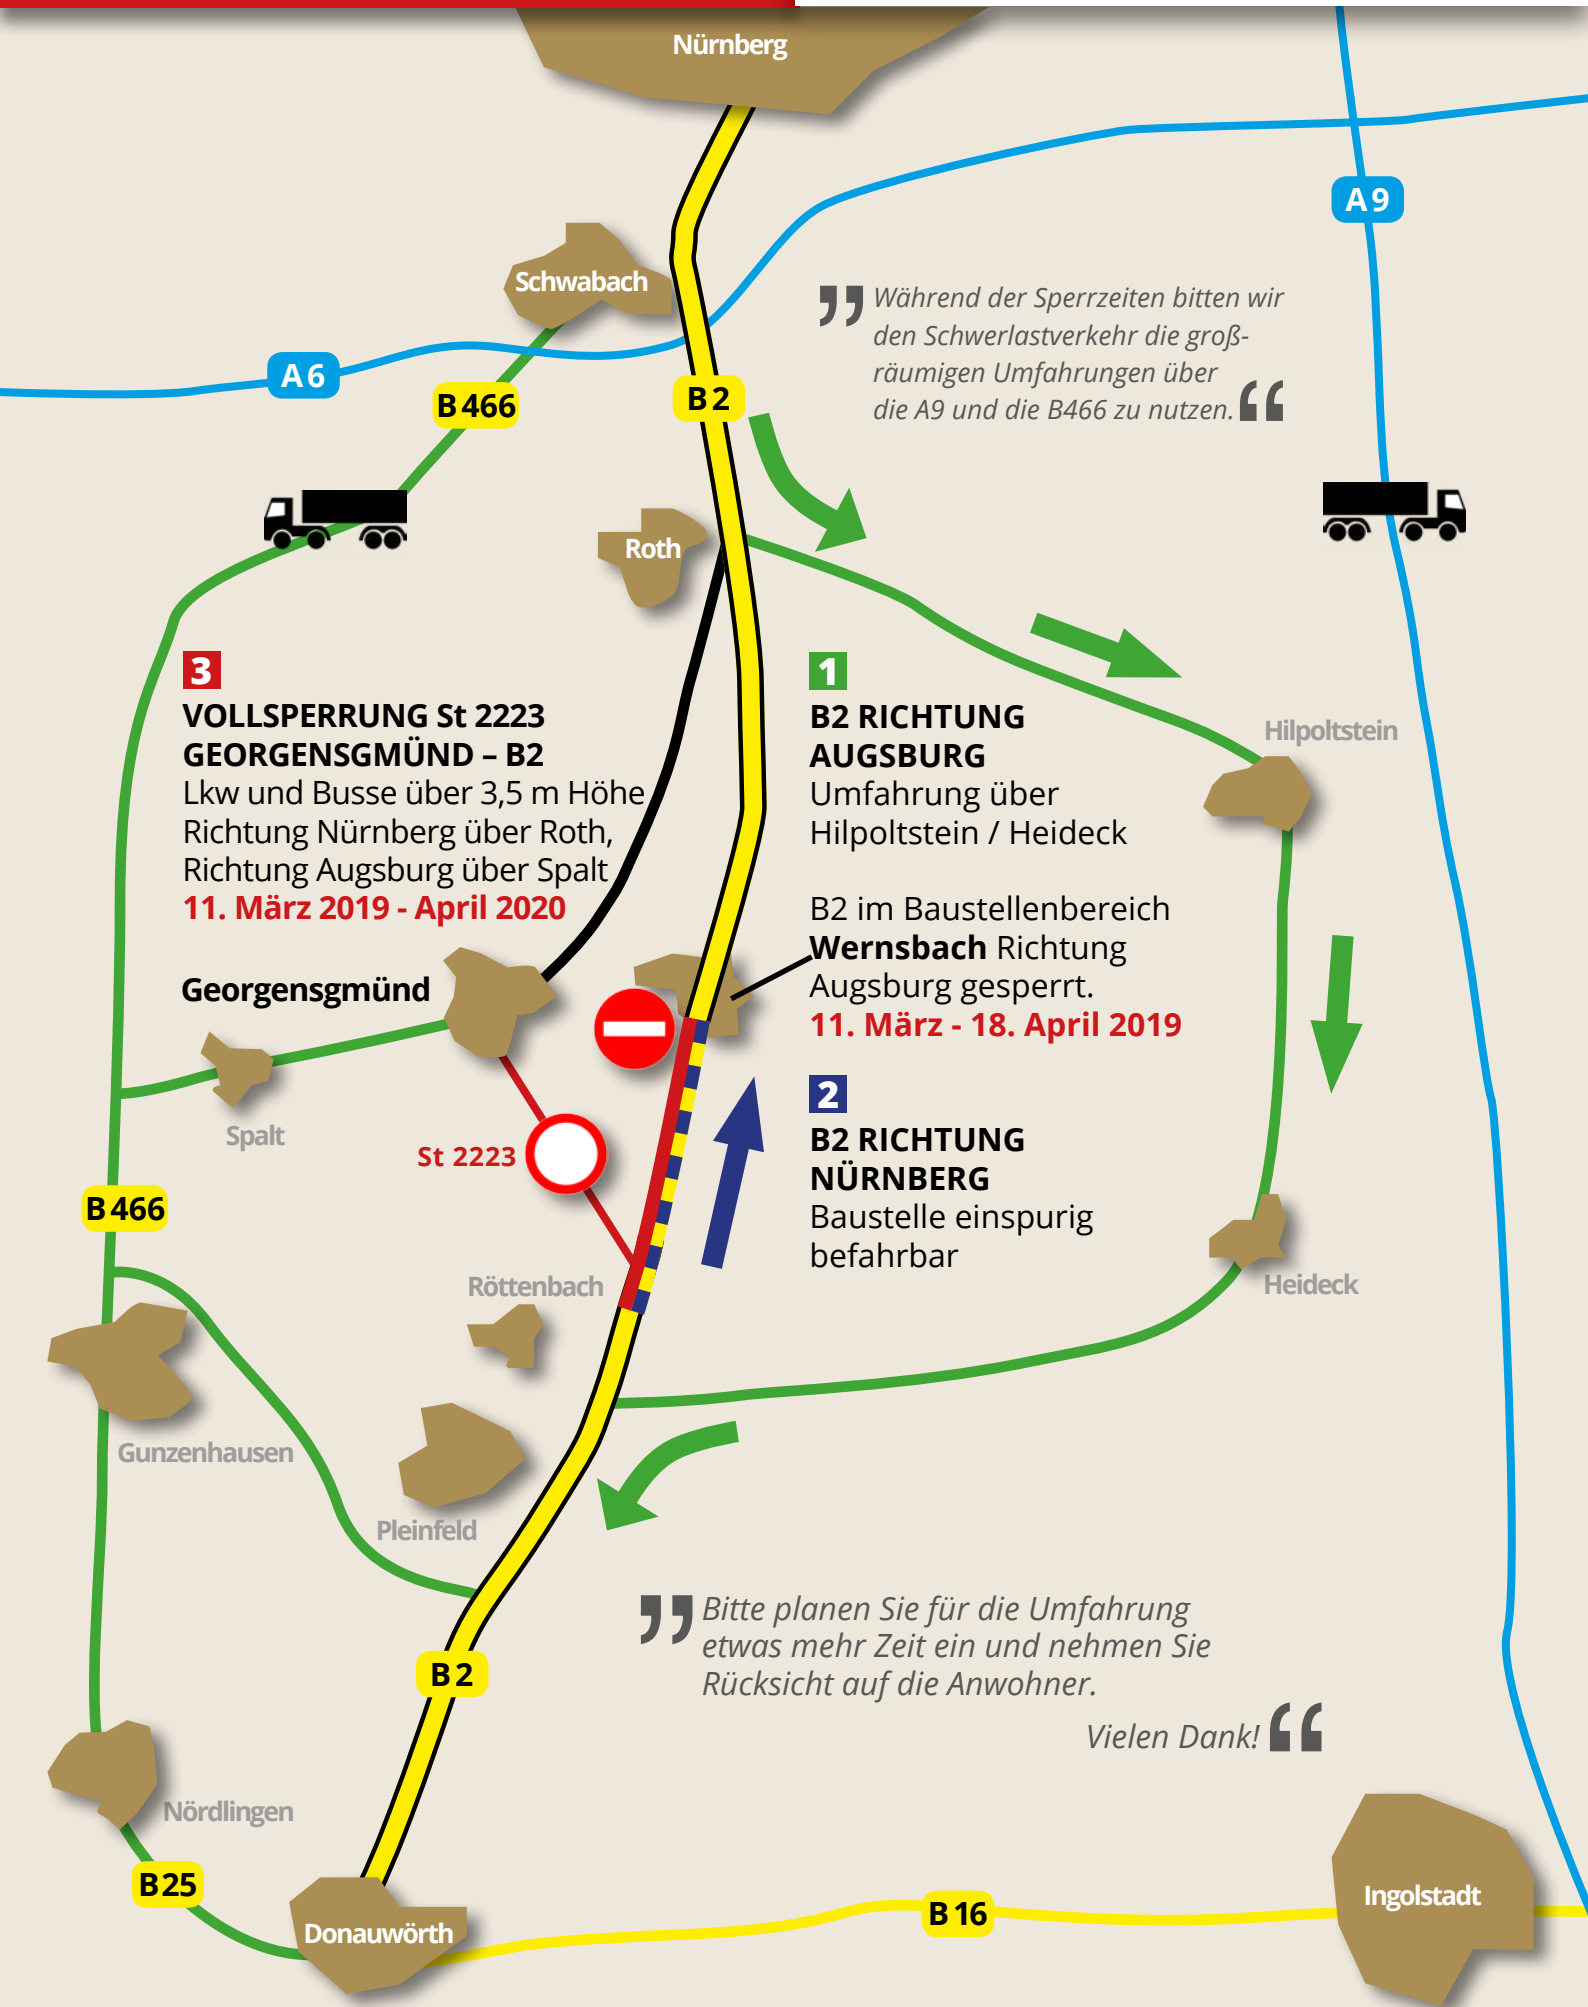 Nürnberg
A9
Schwabach
Während der Sperrzeiten bitten wir
den Schwerlastverkehr die groß-
räumigen Umfahrungen über
die A9 und die B466 zu nutzen.
A6
B466
B2
Roth
3
VOLLSPERRUNG St 2223
GEORGENSGMÜND – B2
Lkw und Busse über 3,5 m Höhe
Richtung Nürnberg über Roth,
Richtung Augsburg über Spalt
11. März 2019 - April 2020
1
B2 RICHTUNG
AUGSBURG
Umfahrung über
Hilpoltstein / Heideck
B2 im Baustellenbereich
Wernsbach Richtung
Augsburg gesperrt.
11. März - 18. April 2019
Hilpoltstein
Georgensgmünd
Spalt
St 2223
2
B2 RICHTUNG
NÜRNBERG
Baustelle einspurig
befahrbar
B466
Röttenbach
Heideck
Gunzenhausen
Pleinfeld
Bitte planen Sie für die Umfahrung
etwas mehr Zeit ein und nehmen Sie
Rücksicht auf die Anwohner.
Vielen Dank!
B2
Nördlingen
B25
Donauwörth
B16
Ingolstadt